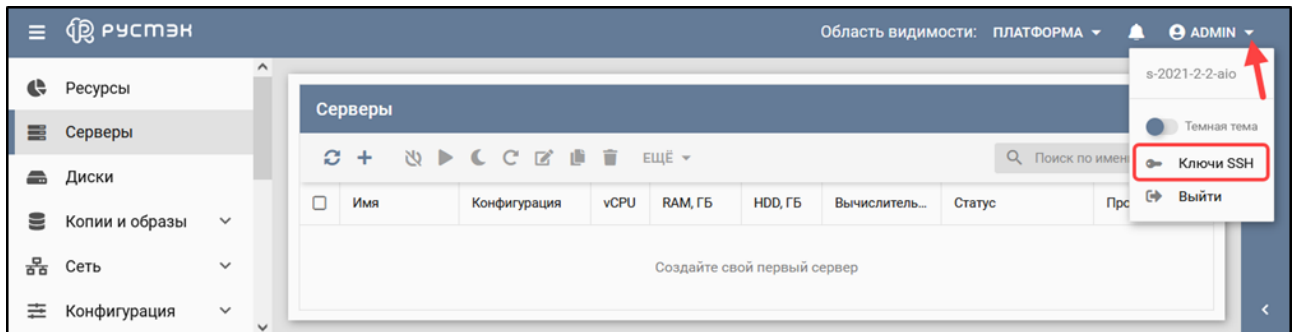 РУСТЭК
Область видимости: ПЛАТФОРМА
ADMIN
s-2021-2-2-aio
Темная тема
Ключи SSH
Выйти
Ресурсы
Серверы
Диски
Копии и образы
Сеть
Конфигурация
Серверы
ЕЩЁ
Поиск по имен
Имя Конфигурация vCPU RAM, ГБ HDD, ГБ Вычислитель... Статус Про
Создайте свой первый сервер